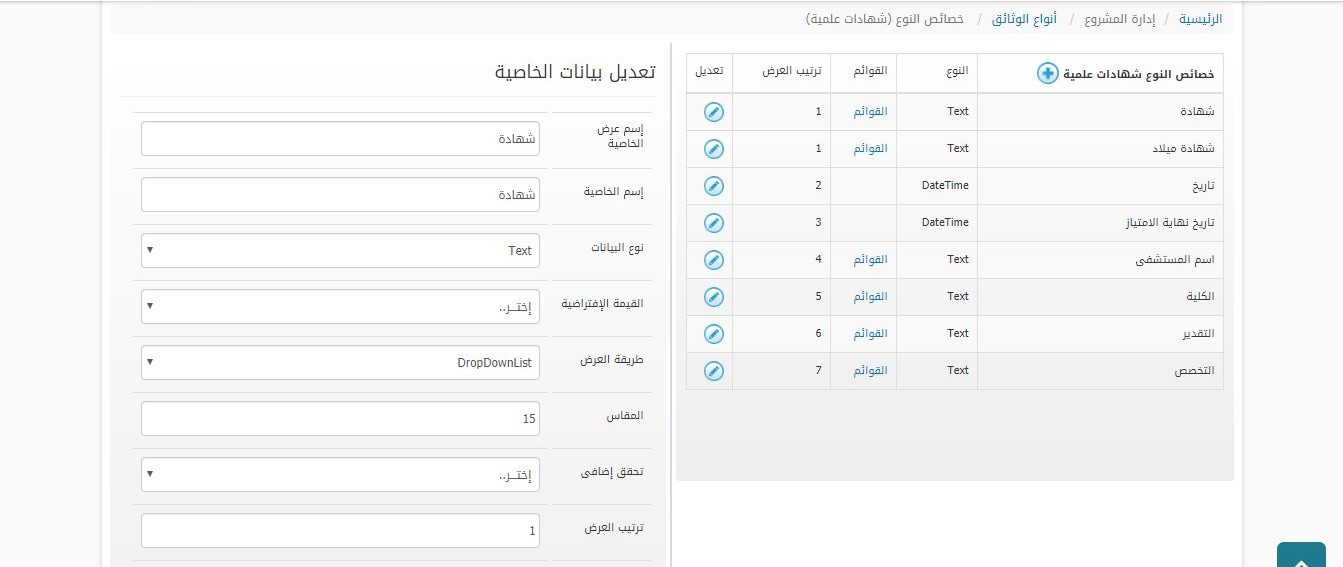 الرئيسية / إدارة المشروع / أنواع الوثائق / خصائص النوع (شهادات علمية)
خصائص النوع شهادات علمية النوع القوائم ترتيب العرض تعديل
شهادة Text القوائم 1
شهادة ميلاد Text القوائم 1
تاريخ DateTime 2
تاريخ نهاية الامتياز DateTime 3
اسم المستشفى Text القوائم 4
الكلية Text القوائم 5
التقدير Text القوائم 6
التخصص Text القوائم 7
تعديل بيانات الخاصية
إسم عرض
الخاصية
شهادة
إسم الخاصية شهادة
نوع البيانات Text
القيمة الإفتراضية إختـــر..
طريقة العرض DropDownList
المقاس 15
تحقق إضافى إختـــر..
ترتيب العرض 1